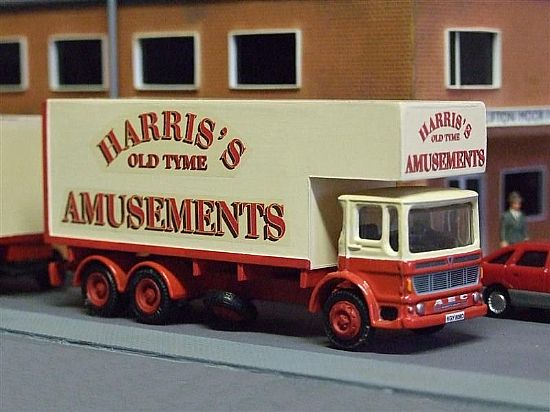 HARRIS'S
OLD TYME
AMUSEMENTS
HARRIS'S
OLD TYME
AMUSEMENTS
AEC